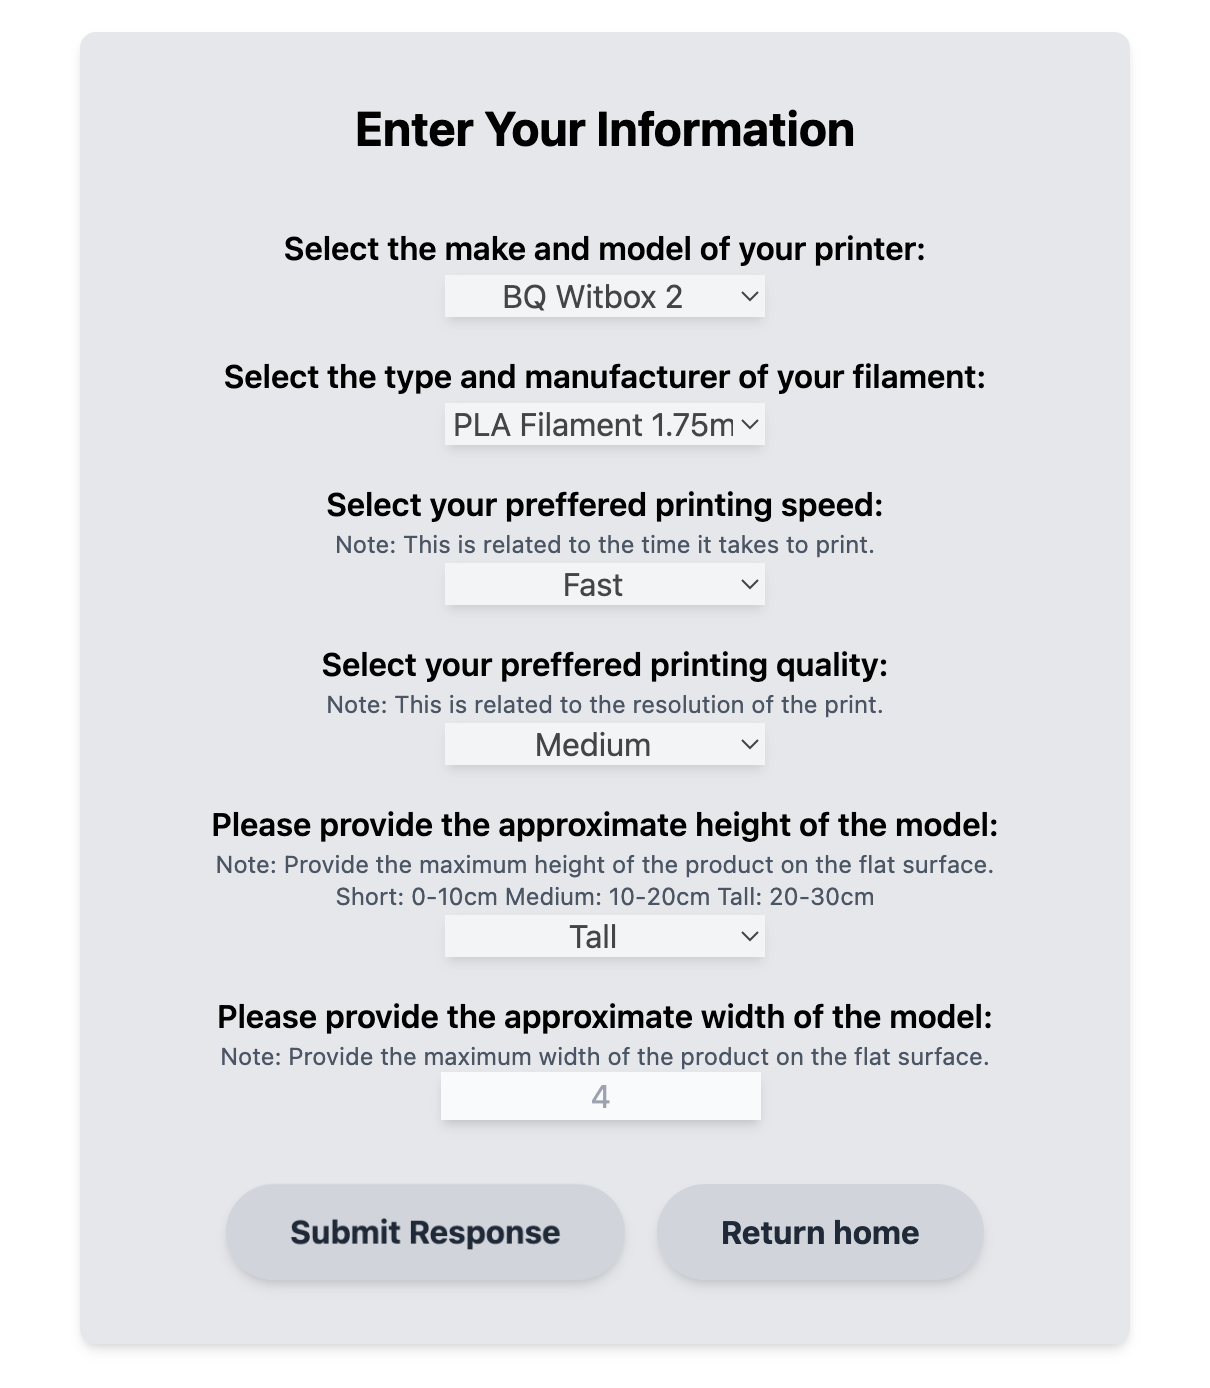 Enter Your Information
Select the make and model of your printer:
BQ Witbox 2
Select the type and manufacturer of your filament:
PLA Filament 1.75m
Select your preffered printing speed:
Note: This is related to the time it takes to print.
Fast
Select your preffered printing quality:
Note: This is related to the resolution of the print.
Medium
Please provide the approximate height of the model:
Note: Provide the maximum height of the product on the flat surface.
Short: 0-10cm Medium: 10-20cm Tall: 20-30cm
Tall
Please provide the approximate width of the model:
Note: Provide the maximum width of the product on the flat surface.
4
Submit Response
Return home